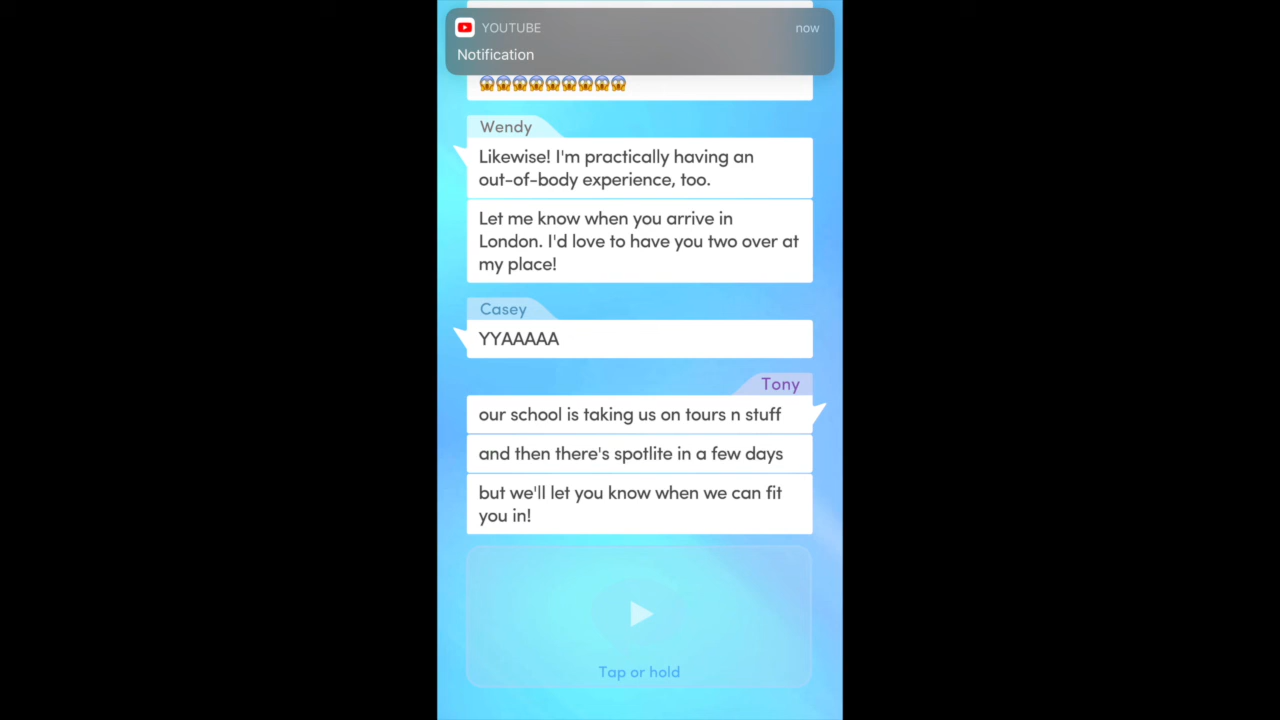 YOUTUBE
now
Notification
😱😱😱😱😱😱😱😱😱
Wendy
Likewise! I'm practically having an
out-of-body experience, too.
Let me know when you arrive in
London. I'd love to have you two over at
my place!
Casey
YYAAAAA
Tony
our school is taking us on tours n stuff
and then there's spotlite in a few days
but we'll let you know when we can fit
you in!
Tap or hold